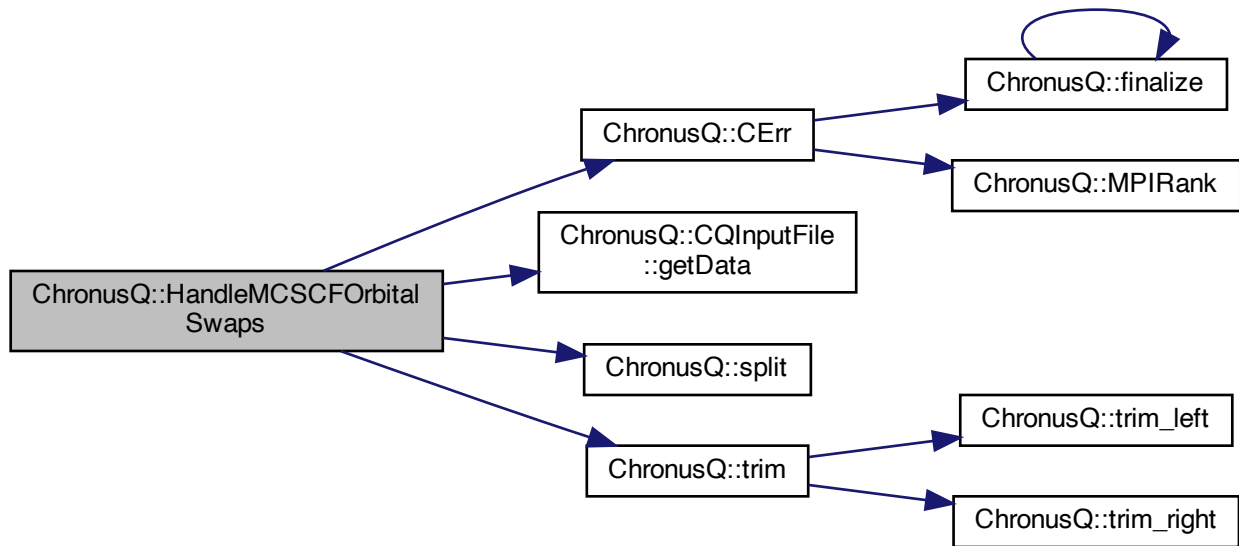 ChronusQ::HandleMCSCFOrbital
Swaps
ChronusQ::CErr
ChronusQ::finalize
ChronusQ::MPIRank
ChronusQ::CQInputFile
::getData
ChronusQ::split
ChronusQ::trim
ChronusQ::trim_left
ChronusQ::trim_right